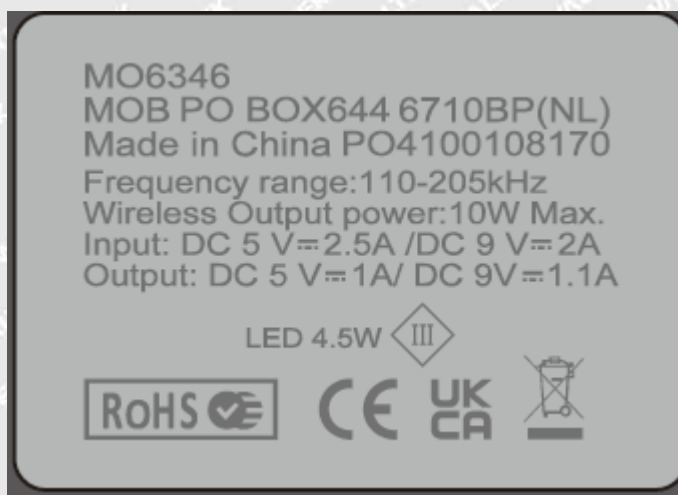 MO6346
MOB PO BOX644 6710BP(NL)
Made in China PO4100108170
Frequency range:110-205kHz
Wireless Output power:10W Max.
Input: DC 5 V⎓2.5A /DC 9 V⎓2A
Output: DC 5 V⎓1A/ DC 9V⎓1.1A
LED 4.5W III
RoHS CE UK
CA